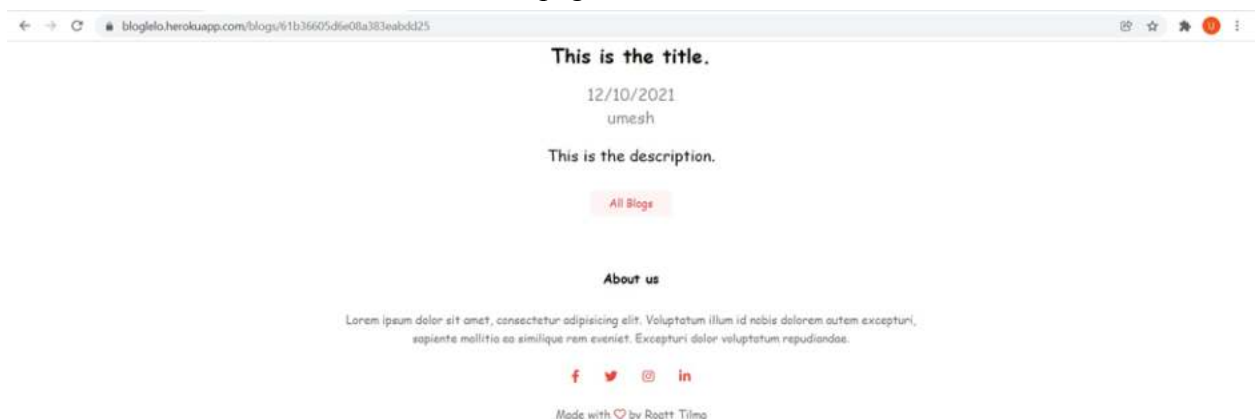 bloglelo.herokuapp.com/blogs/61b36605d6e08a383eabdd25
U
This is the title.
12/10/2021
umesh
This is the description.
All Blogs
About us
Lorem ipsum dolor sit amet, consectetur adipisicing elit. Voluptatum illum id nobis dolorem autem excepturi,
sapiente mollitia ea similique rem eveniet. Excepturi dolor voluptatum repudiandae.
Made with by Roatt Tilma